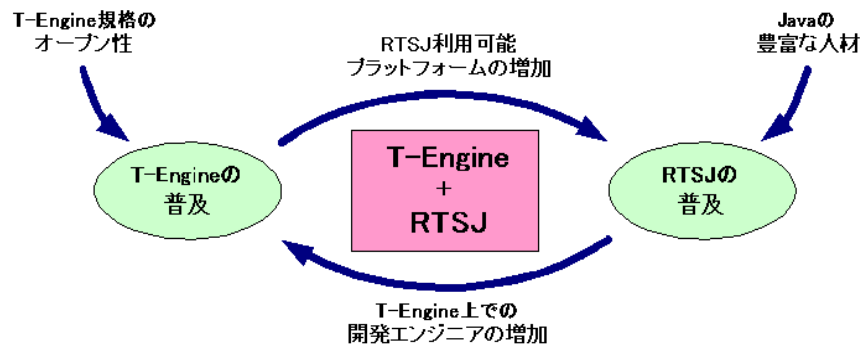 T-Engine規格の
オープン性
RTSJ利用可能
プラットフォームの増加
Javaの
豊富な人材
T-Engineの
普及
T-Engine
+
RTSJ
RTSJの
普及
T-Engine上での
開発エンジニアの増加